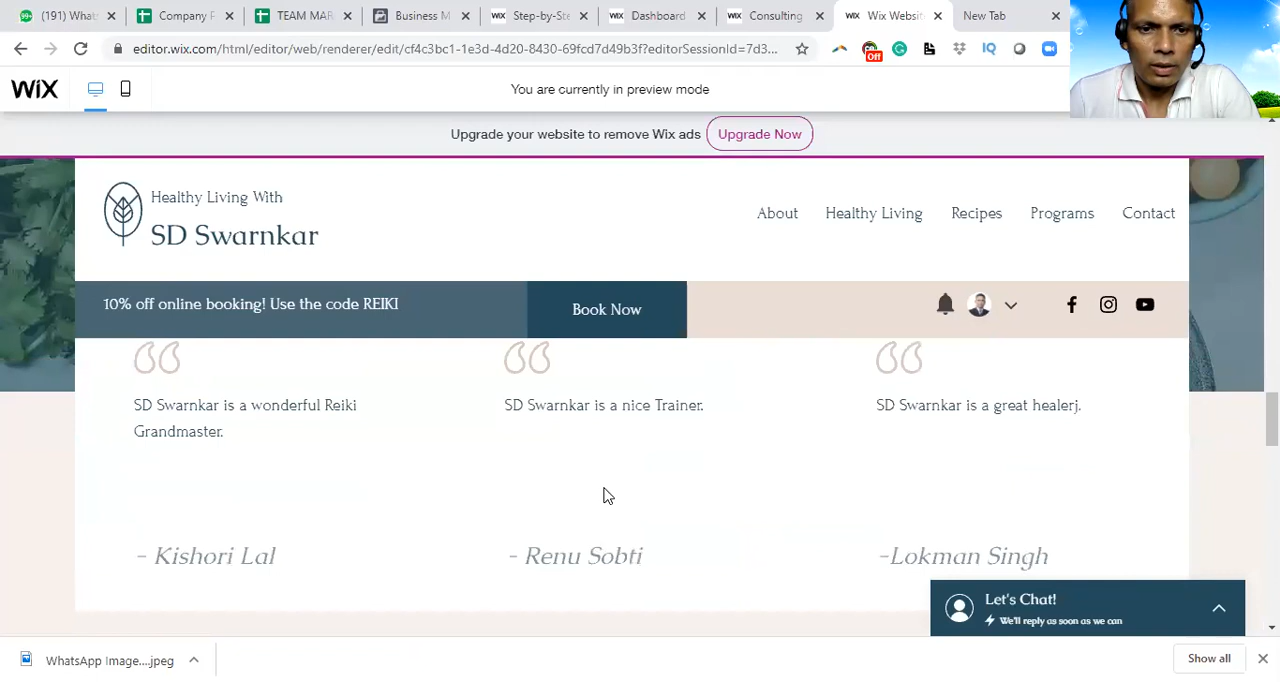 (191) What
Company F
TEAM MAR
Business M
Step-by-Ste
Dashboard
Consulting
Wix Websit
New Tab
editor.wix.com/html/editor/web/renderer/edit/cf4c3bc1-1e3d-4d20-8430-69fcd7d49b3f?editorSessionId=7d3...
Off
IQ
WiX
You are currently in preview mode
Upgrade your website to remove Wix ads
Upgrade Now
Healthy Living With
SD Swarnkar
About
Healthy Living
Recipes
Programs
Contact
10% off online booking! Use the code REIKI
Book Now
SD Swarnkar is a wonderful Reiki
Grandmaster.
SD Swarnkar is a nice Trainer.
SD Swarnkar is a great healerj.
- Kishori Lal
- Renu Sobti
-Lokman Singh
Let's Chat!
We'll reply as soon as we can
WhatsApp Image....jpeg
Show all